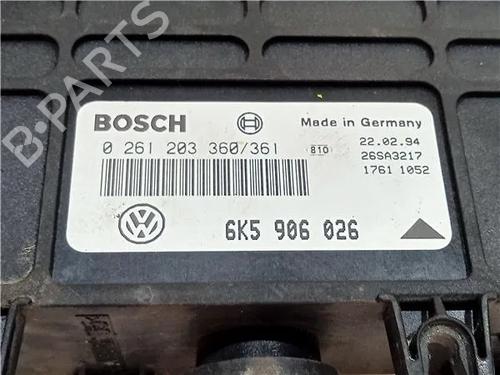 B-PARTS
BOSCH
Made in Germany
0 261 203 360/361
810
22.02.94
26SA3217
1761 1052
6K5 906 026